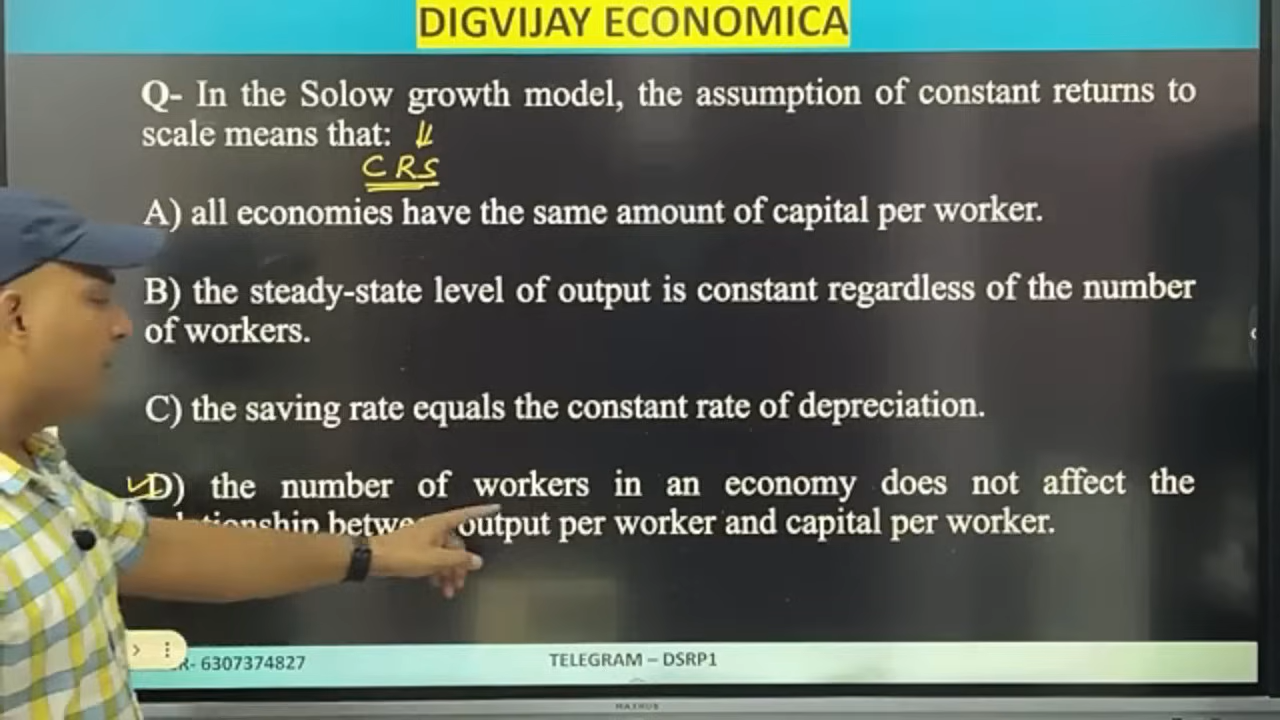 DIGVIJAY ECONOMICA
Q- In the Solow growth model, the assumption of constant returns to
scale means that:
CRS
A) all economies have the same amount of capital per worker.
B) the steady-state level of output is constant regardless of the number
of workers.
C) the saving rate equals the constant rate of depreciation.
D) the number of workers in an economy does not affect the
output per worker and capital per worker.
6307374827
TELEGRAM – DSRP1
MAXHUB